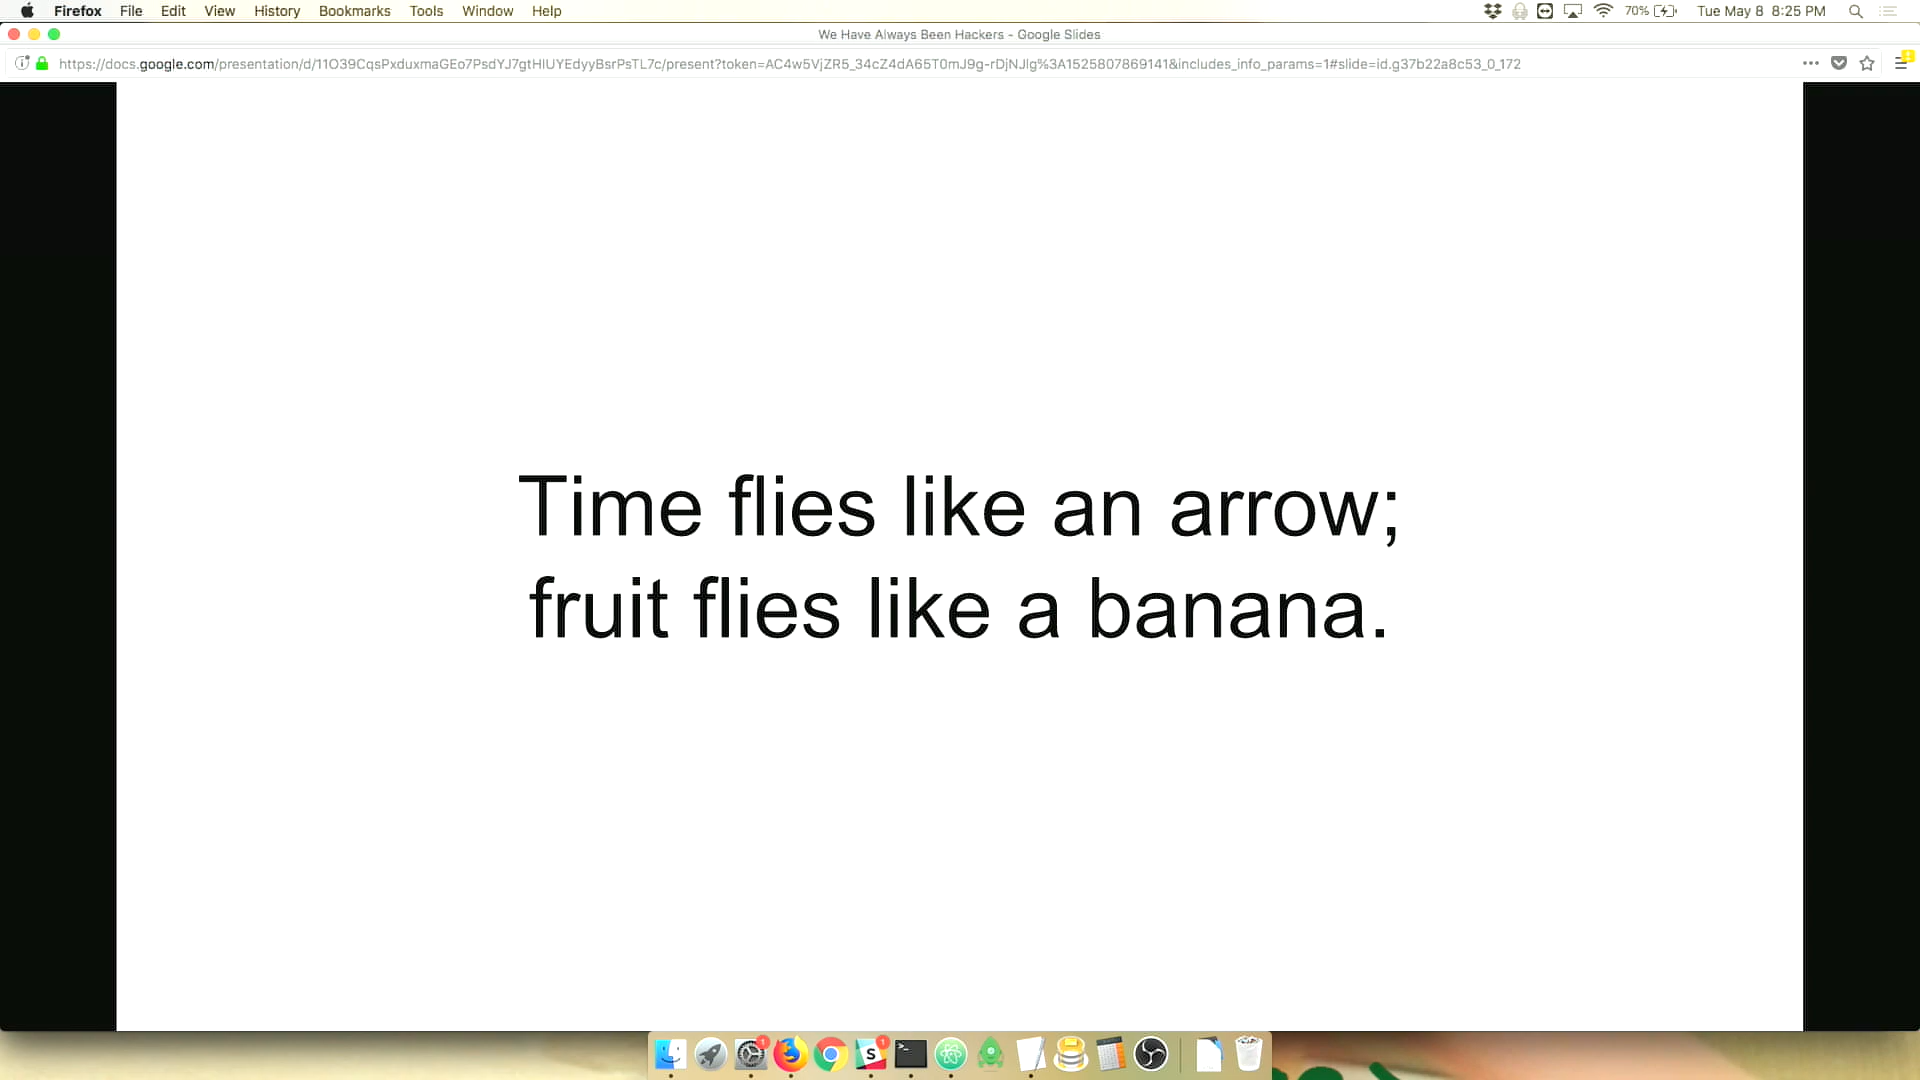 Firefox File Edit View History Bookmarks Tools Window Help 70% Tue May 8 8:25 PM
We Have Always Been Hackers - Google Slides
https://docs.google.com/presentation/d/11O39CqsPxduxmaGEo7PsdYJ7gtHIUYEdyyBsrPsTL7c/present?token=AC4w5VjZR5_34cZ4dA65T0mJ9g-rDjNJlg%3A1525807869141&includes_info_params=1#slide=id.g37b22a8c53_0_172
Time flies like an arrow;
fruit flies like a banana.